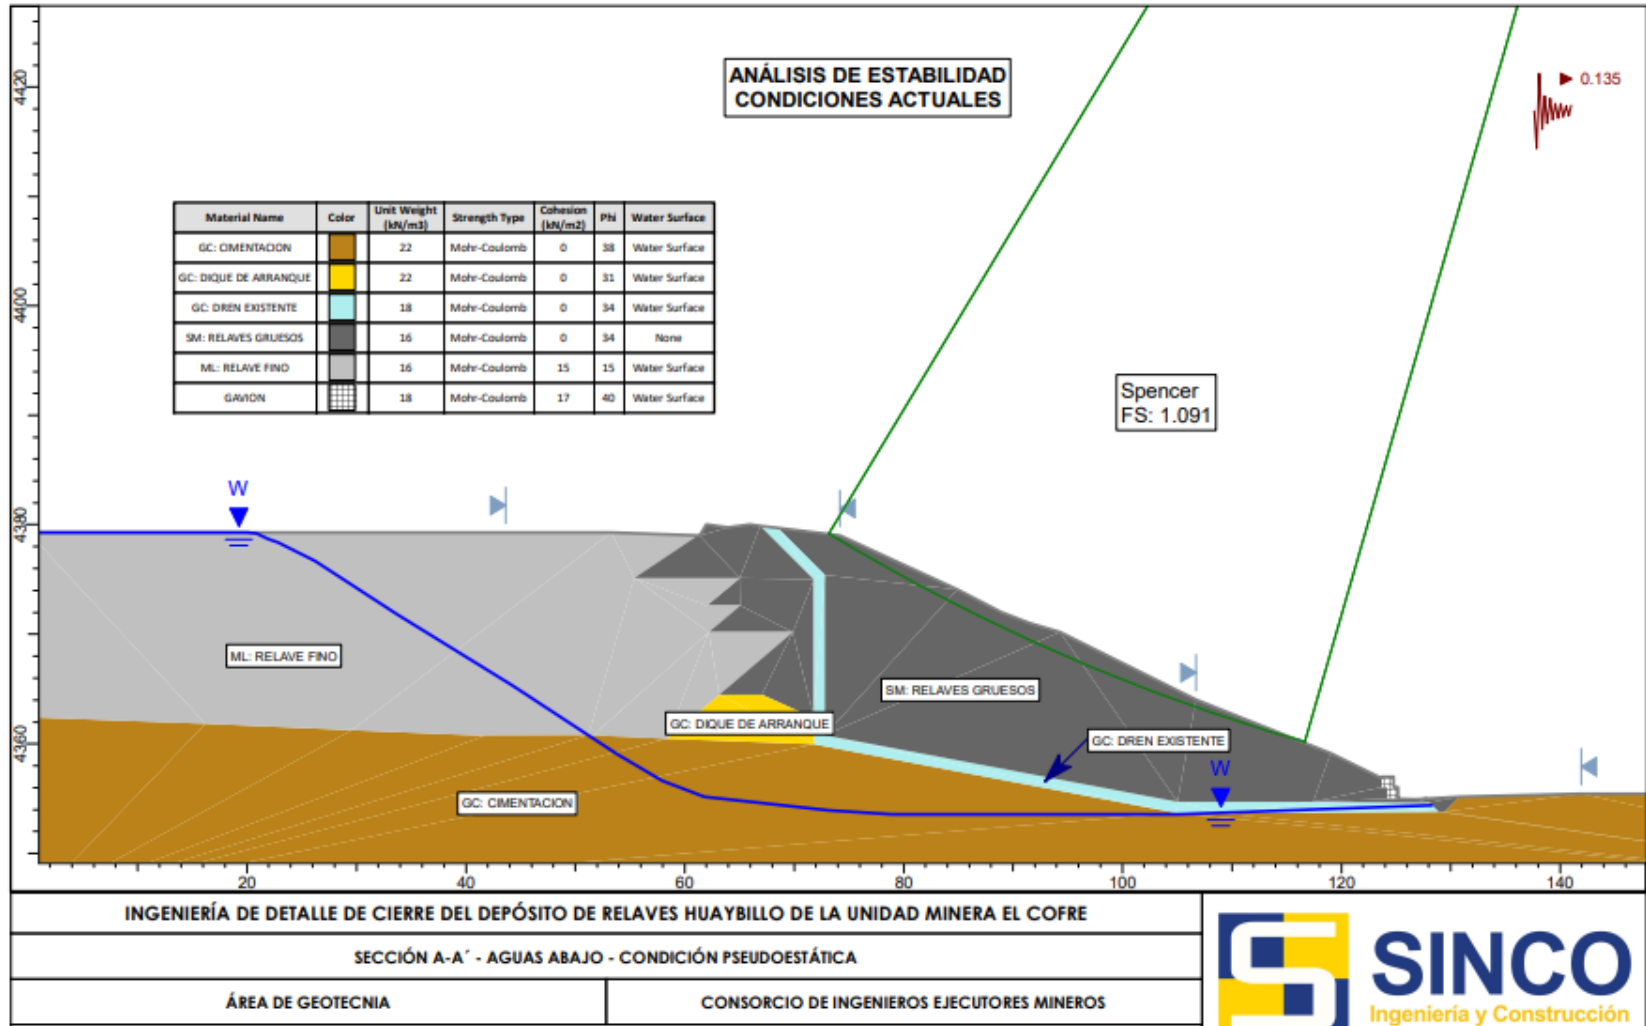 ANÁLISIS DE ESTABILIDAD
CONDICIONES ACTUALES
0.135
4420
4400
4380
4360
Material Name Color Unit Weight (kN/m3) Strength Type Cohesion (kN/m2) Phi Water Surface
GC: CIMENTACION 22 Mohr-Coulomb 0 38 Water Surface
GC: DIQUE DE ARRANQUE 22 Mohr-Coulomb 0 31 Water Surface
GC: DREN EXISTENTE 18 Mohr-Coulomb 0 34 Water Surface
SM: RELAVES GRUESOS 16 Mohr-Coulomb 0 34 None
ML: RELAVE FINO 16 Mohr-Coulomb 15 15 Water Surface
GAVION 18 Mohr-Coulomb 17 40 Water Surface
Spencer
FS: 1.091
W
ML: RELAVE FINO
SM: RELAVES GRUESOS
GC: DIQUE DE ARRANQUE
GC: DREN EXISTENTE
W
GC: CIMENTACION
20 40 60 80 100 120 140
INGENIERÍA DE DETALLE DE CIERRE DEL DEPÓSITO DE RELAVES HUAYBILLO DE LA UNIDAD MINERA EL COFRE
SECCIÓN A-A´ - AGUAS ABAJO - CONDICIÓN PSEUDOESTÁTICA
ÁREA DE GEOTECNIA
CONSORCIO DE INGENIEROS EJECUTORES MINEROS
SINCO
Ingeniería y Construcción